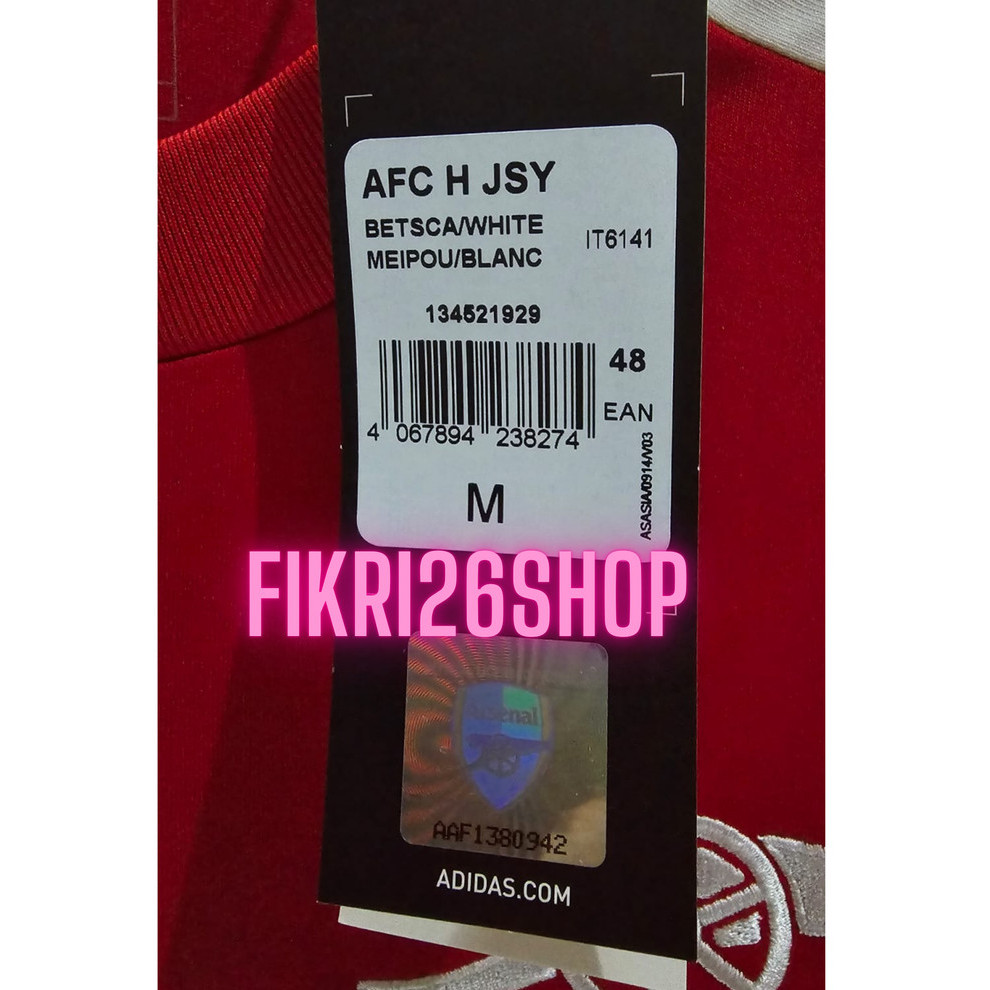 AFC H JSY
BETSCA/WHITE
MEIPOU/BLANC
IT6141
134521929
48
EAN
4 067894 238274
M
ASASIA/0914/V03
FIKRI26SHOP
Arsenal
AAF1380942
ADIDAS.COM